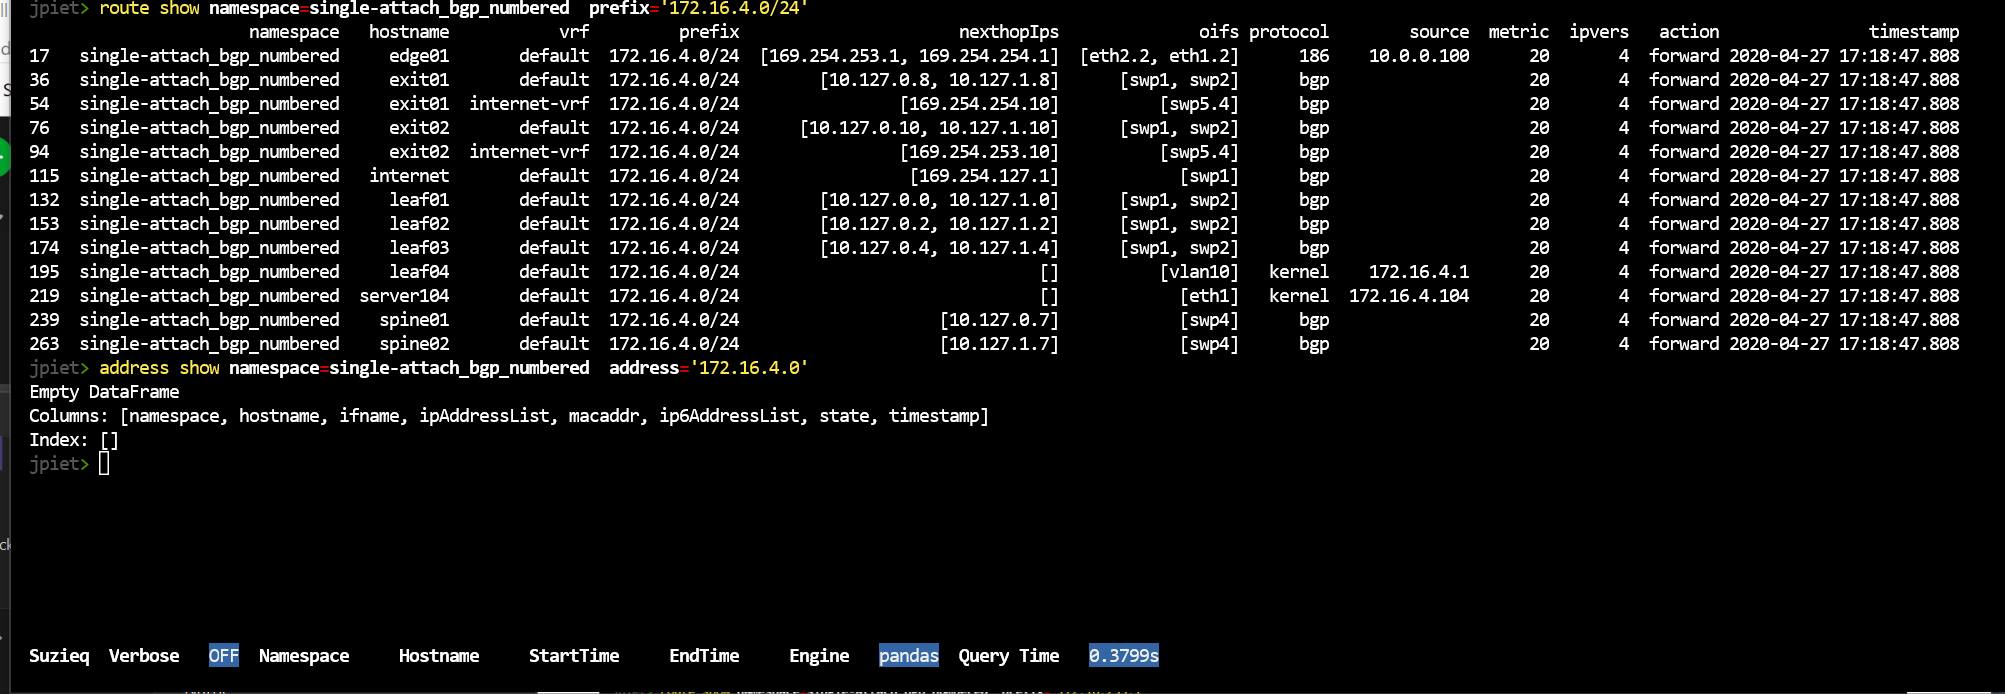 jpiet> route show namespace=single-attach_bgp_numbered prefix='172.16.4.0/24'
namespace hostname vrf prefix nexthopIps oifs protocol source metric ipvers action timestamp
17 single-attach_bgp_numbered edge01 default 172.16.4.0/24 [169.254.253.1, 169.254.254.1] [eth2.2, eth1.2] 186 10.0.0.100 20 4 forward 2020-04-27 17:18:47.808
36 single-attach_bgp_numbered exit01 default 172.16.4.0/24 [10.127.0.8, 10.127.1.8] [swp1, swp2] bgp 20 4 forward 2020-04-27 17:18:47.808
54 single-attach_bgp_numbered exit01 internet-vrf 172.16.4.0/24 [169.254.254.10] [swp5.4] bgp 20 4 forward 2020-04-27 17:18:47.808
76 single-attach_bgp_numbered exit02 default 172.16.4.0/24 [10.127.0.10, 10.127.1.10] [swp1, swp2] bgp 20 4 forward 2020-04-27 17:18:47.808
94 single-attach_bgp_numbered exit02 internet-vrf 172.16.4.0/24 [169.254.253.10] [swp5.4] bgp 20 4 forward 2020-04-27 17:18:47.808
115 single-attach_bgp_numbered internet default 172.16.4.0/24 [169.254.127.1] [swp1] bgp 20 4 forward 2020-04-27 17:18:47.808
132 single-attach_bgp_numbered leaf01 default 172.16.4.0/24 [10.127.0.0, 10.127.1.0] [swp1, swp2] bgp 20 4 forward 2020-04-27 17:18:47.808
153 single-attach_bgp_numbered leaf02 default 172.16.4.0/24 [10.127.0.2, 10.127.1.2] [swp1, swp2] bgp 20 4 forward 2020-04-27 17:18:47.808
174 single-attach_bgp_numbered leaf03 default 172.16.4.0/24 [10.127.0.4, 10.127.1.4] [swp1, swp2] bgp 20 4 forward 2020-04-27 17:18:47.808
195 single-attach_bgp_numbered leaf04 default 172.16.4.0/24 [] [vlan10] kernel 172.16.4.1 20 4 forward 2020-04-27 17:18:47.808
219 single-attach_bgp_numbered server104 default 172.16.4.0/24 [] [eth1] kernel 172.16.4.104 20 4 forward 2020-04-27 17:18:47.808
239 single-attach_bgp_numbered spine01 default 172.16.4.0/24 [10.127.0.7] [swp4] bgp 20 4 forward 2020-04-27 17:18:47.808
263 single-attach_bgp_numbered spine02 default 172.16.4.0/24 [10.127.1.7] [swp4] bgp 20 4 forward 2020-04-27 17:18:47.808
jpiet> address show namespace=single-attach_bgp_numbered address='172.16.4.0'
Empty DataFrame
Columns: [namespace, hostname, ifname, ipAddressList, macaddr, ip6AddressList, state, timestamp]
Index: []
jpiet>
Suzieq Verbose OFF Namespace Hostname StartTime EndTime Engine pandas Query Time 0.3799s